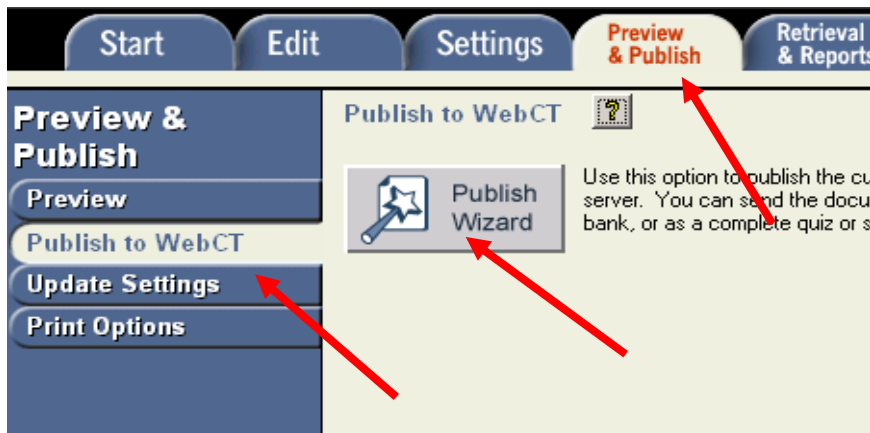 Start
Edit
Settings
Preview
& Publish
Retrieval
& Reports
Preview &
Publish
Preview
Publish to WebCT
Update Settings
Print Options
Publish to WebCT
?
Publish
Wizard
Use this option to publish the cu
server. You can send the docu
bank, or as a complete quiz or s